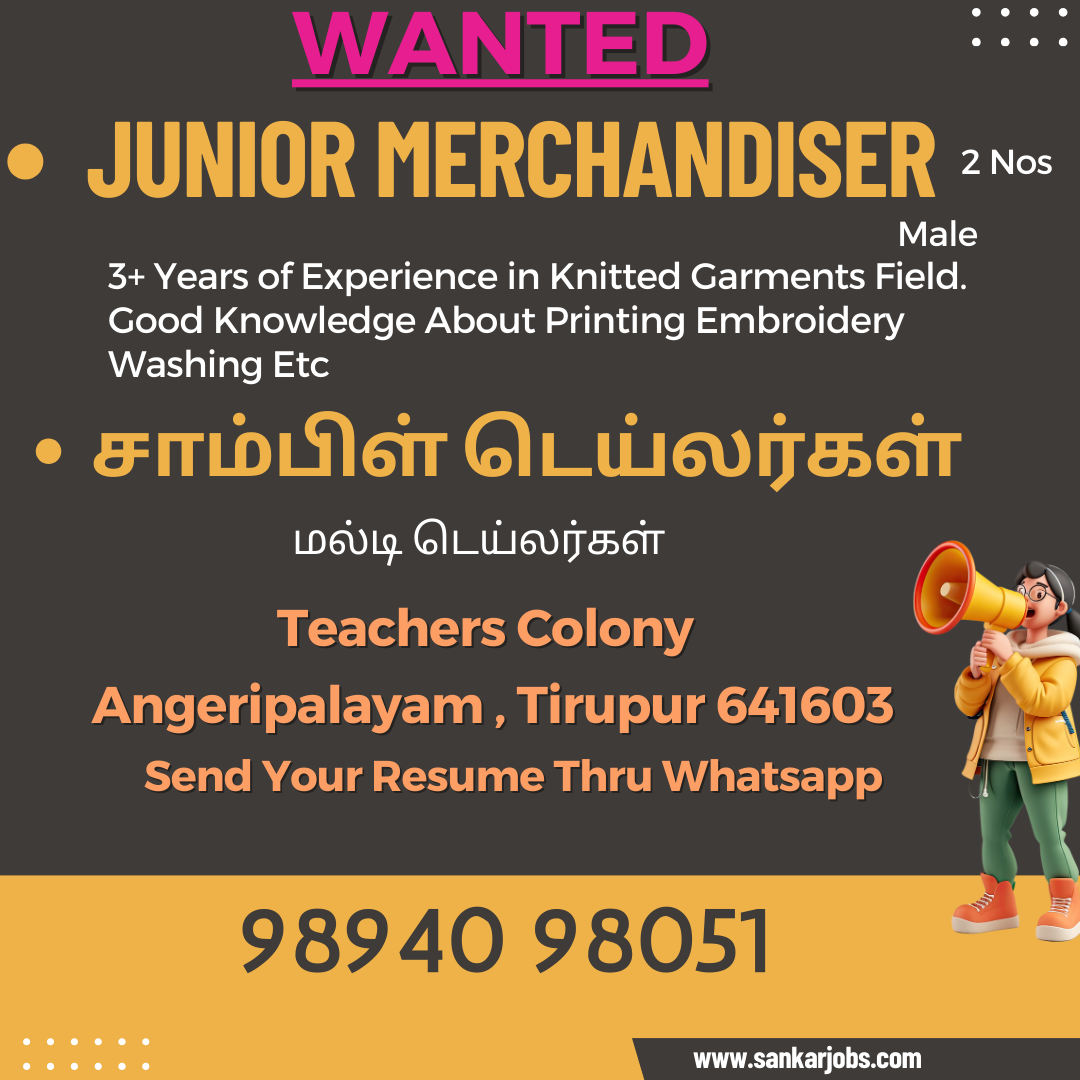 WANTED
• JUNIOR MERCHANDISER 2 Nos
Male
3+ Years of Experience in Knitted Garments Field.
Good Knowledge About Printing Embroidery
Washing Etc
• சாம்பிள் டெய்லர்கள்
மல்டி டெய்லர்கள்
Teachers Colony
Angeripalayam , Tirupur 641603
Send Your Resume Thru Whatsapp
98940 98051
www.sankarjobs.com